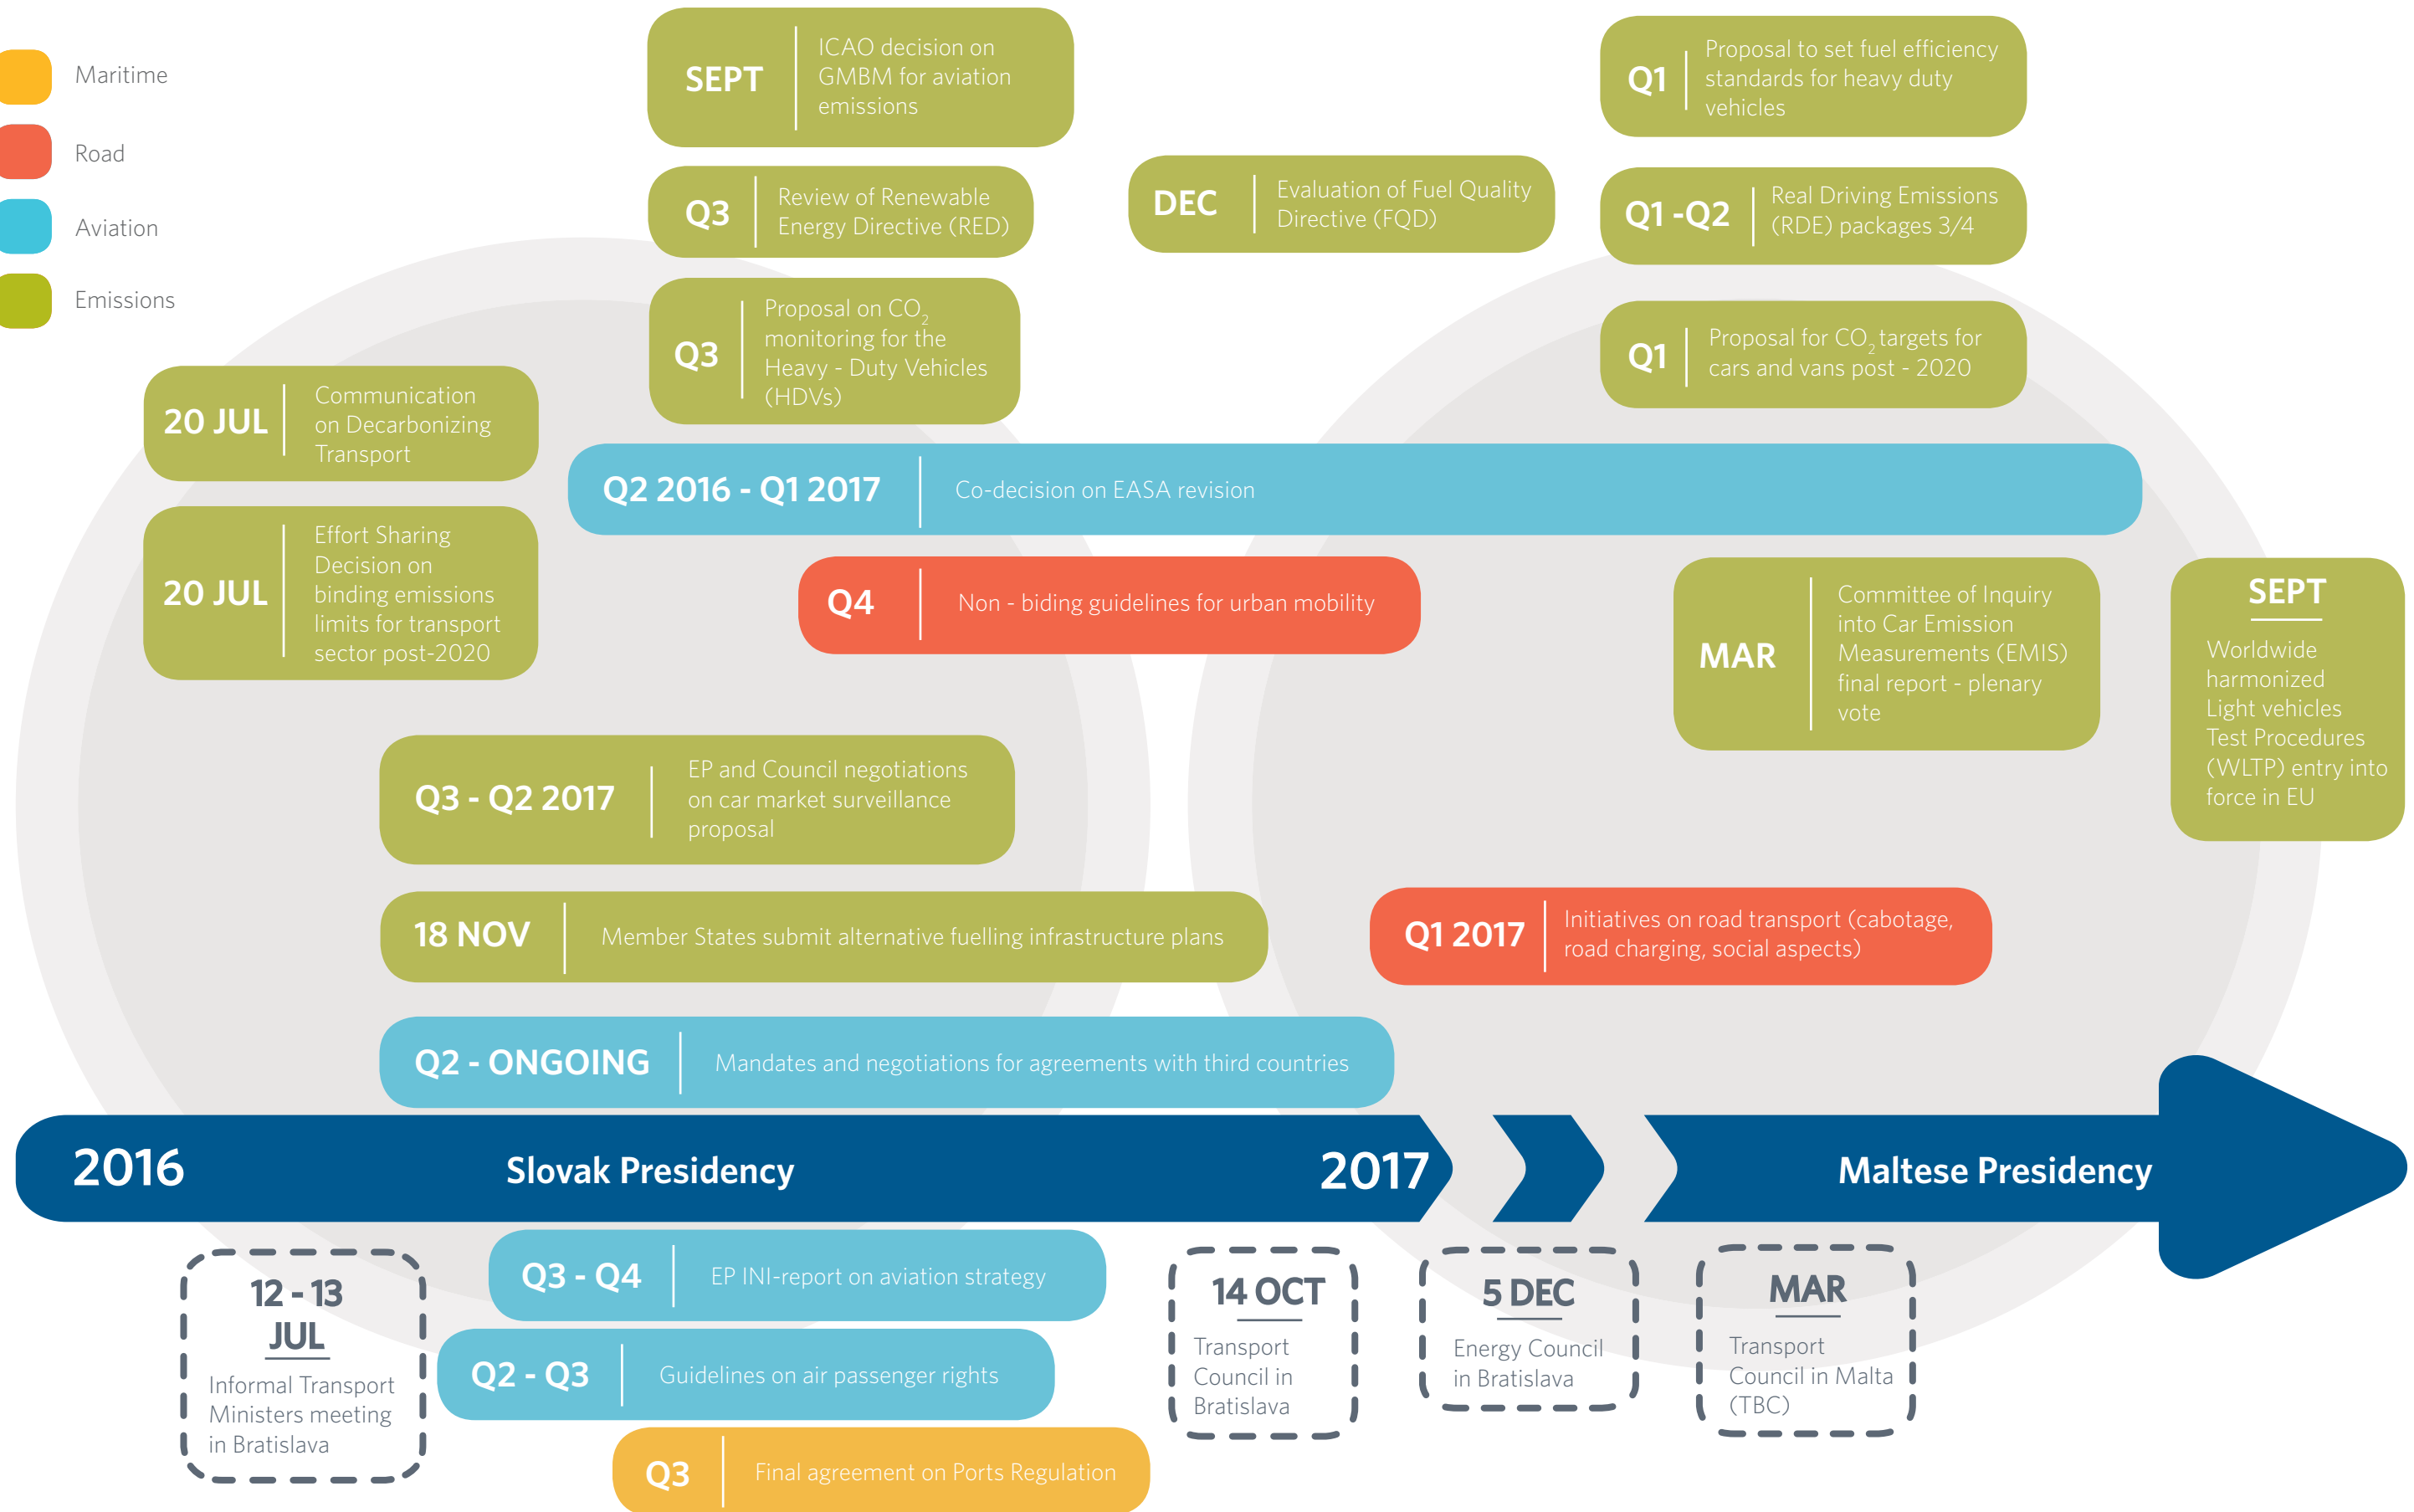 Maritime
Road
Aviation
Emissions
SEPT
ICAO decision on
GMBM for aviation
emissions
Q3
Review of Renewable
Energy Directive (RED)
Q3
Proposal on CO₂
monitoring for the
Heavy - Duty Vehicles
(HDVs)
DEC
Evaluation of Fuel Quality
Directive (FQD)
Q1
Proposal to set fuel efficiency
standards for heavy duty
vehicles
Q1 -Q2
Real Driving Emissions
(RDE) packages 3/4
Q1
Proposal for CO₂ targets for
cars and vans post - 2020
20 JUL
Communication
on Decarbonizing
Transport
20 JUL
Effort Sharing
Decision on
binding emissions
limits for transport
sector post-2020
Q2 2016 - Q1 2017
Co-decision on EASA revision
Q4
Non - biding guidelines for urban mobility
MAR
Committee of Inquiry
into Car Emission
Measurements (EMIS)
final report - plenary
vote
SEPT
Worldwide
harmonized
Light vehicles
Test Procedures
(WLTP) entry into
force in EU
Q3 - Q2 2017
EP and Council negotiations
on car market surveillance
proposal
18 NOV
Member States submit alternative fuelling infrastructure plans
Q1 2017
Initiatives on road transport (cabotage,
road charging, social aspects)
Q2 - ONGOING
Mandates and negotiations for agreements with third countries
2016
Slovak Presidency
2017
Maltese Presidency
12 - 13
JUL
Informal Transport
Ministers meeting
in Bratislava
Q3 - Q4
EP INI-report on aviation strategy
Q2 - Q3
Guidelines on air passenger rights
Q3
Final agreement on Ports Regulation
14 OCT
Transport
Council in
Bratislava
5 DEC
Energy Council
in Bratislava
MAR
Transport
Council in Malta
(TBC)